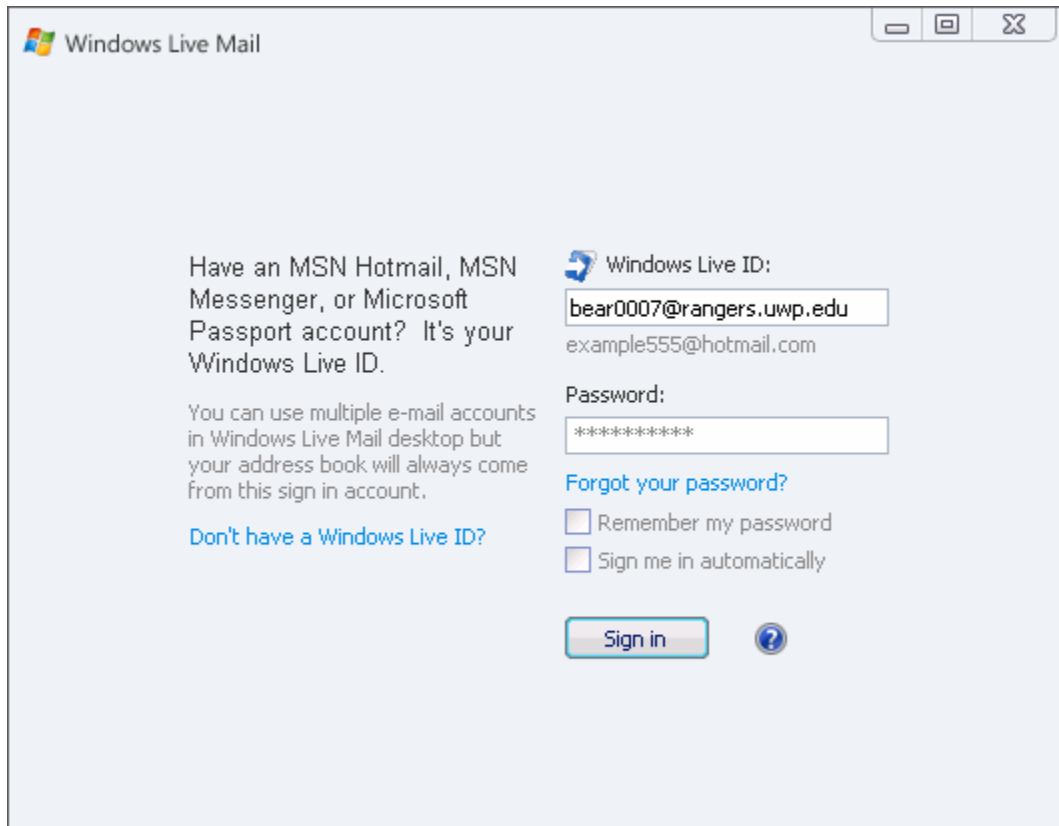 Windows Live Mail
Have an MSN Hotmail, MSN
Messenger, or Microsoft
Passport account? It's your
Windows Live ID.
You can use multiple e-mail accounts
in Windows Live Mail desktop but
your address book will always come
from this sign in account.
Don't have a Windows Live ID?
Windows Live ID:
bear0007@rangers.uwp.edu
example555@hotmail.com
Password:
**********
Forgot your password?
Remember my password
Sign me in automatically
Sign in
?